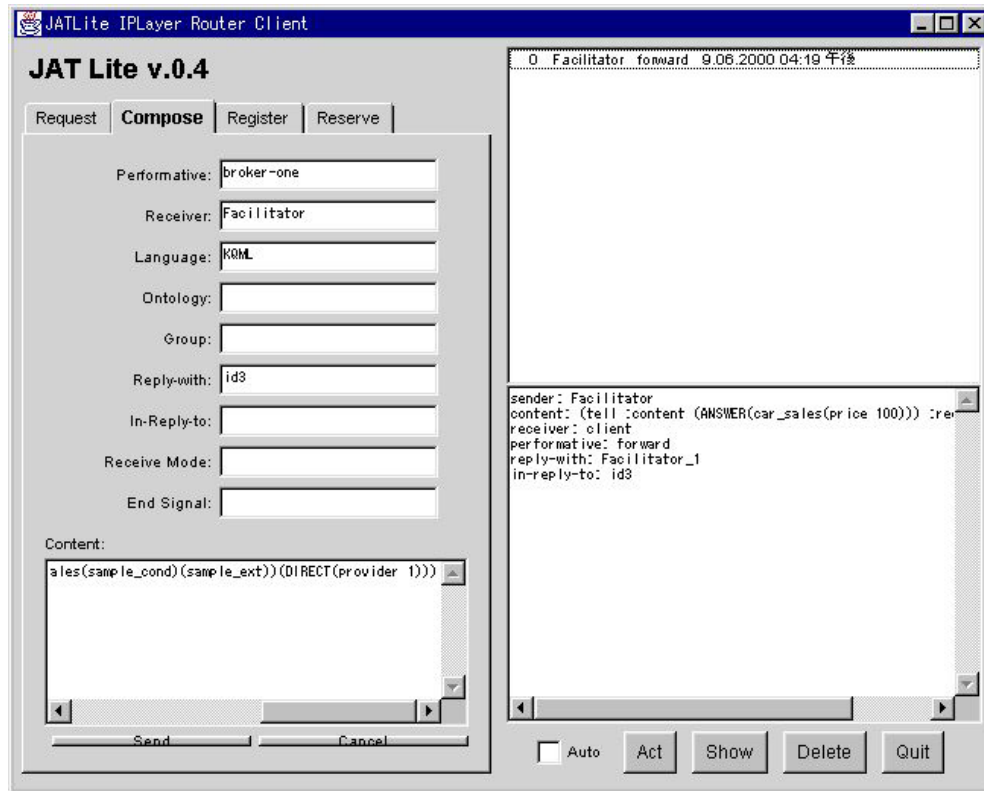 JATLite IPLayer Router Client
JAT Lite v.0.4
Request Compose Register Reserve
Performative: broker-one
Receiver: Facilitator
Language: KQML
Ontology:
Group:
Reply-with: id3
In-Reply-to:
Receive Mode:
End Signal:
Content:
ales(sample_cond)(sample_ext))(DIRECT(provider 1)))
Send Cancel
0 Facilitator forward 9.06.2000 04:19 午後
sender: Facilitator
content: (tell :content (ANSWER(car_sales(price 100))) :re
receiver: client
performative: forward
reply-with: Facilitator_1
in-reply-to: id3
Auto Act Show Delete Quit